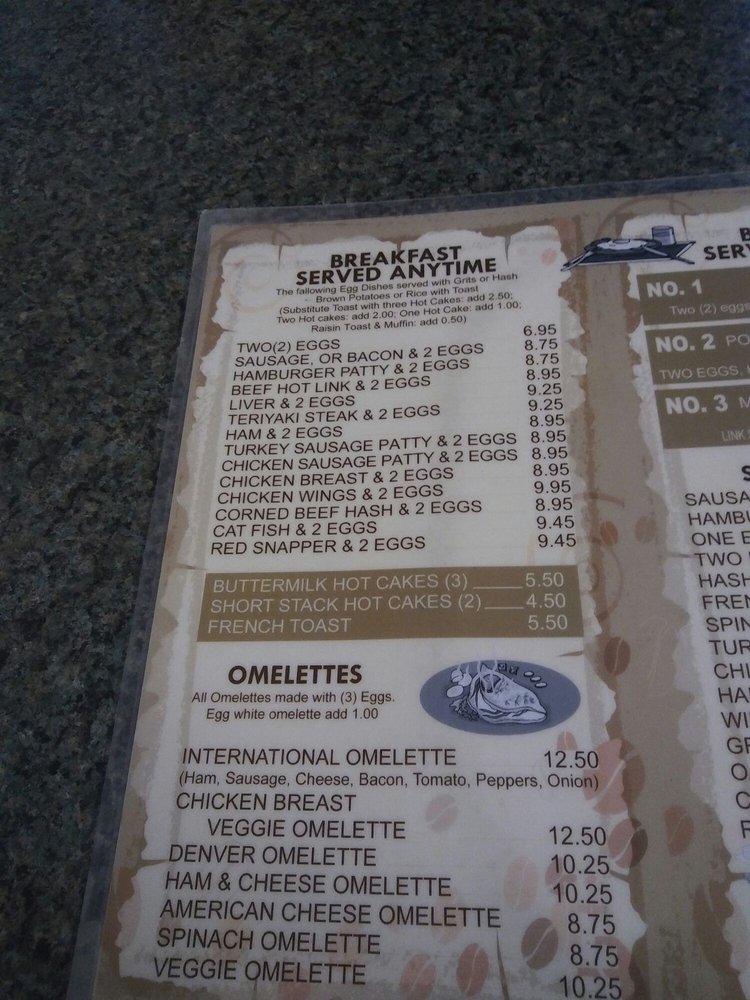 BREAKFAST
SERVED ANYTIME
The fallowing Egg Dishes served with Grits or Hash
Brown Potatoes or Rice with Toast
(Substitute Toast with three Hot Cakes: add 2.50;
Two Hot cakes: add 2.00; One Hot Cake: add 1.00;
Raisin Toast & Muffin: add 0.50)
TWO(2) EGGS 6.95
SAUSAGE, OR BACON & 2 EGGS 8.75
HAMBURGER PATTY & 2 EGGS 8.75
BEEF HOT LINK & 2 EGGS 8.95
LIVER & 2 EGGS 9.25
TERIYAKI STEAK & 2 EGGS 9.25
HAM & 2 EGGS 8.95
TURKEY SAUSAGE PATTY & 2 EGGS 8.95
CHICKEN SAUSAGE PATTY & 2 EGGS 8.95
CHICKEN BREAST & 2 EGGS 8.95
CHICKEN WINGS & 2 EGGS 9.95
CORNED BEEF HASH & 2 EGGS 8.95
CAT FISH & 2 EGGS 9.45
RED SNAPPER & 2 EGGS 9.45
BUTTERMILK HOT CAKES (3) ____ 5.50
SHORT STACK HOT CAKES (2) ___ 4.50
FRENCH TOAST 5.50
OMELETTES
All Omelettes made with (3) Eggs.
Egg white omelette add 1.00
INTERNATIONAL OMELETTE 12.50
(Ham, Sausage, Cheese, Bacon, Tomato, Peppers, Onion)
CHICKEN BREAST
VEGGIE OMELETTE 12.50
DENVER OMELETTE 10.25
HAM & CHEESE OMELETTE 10.25
AMERICAN CHEESE OMELETTE 8.75
SPINACH OMELETTE 8.75
VEGGIE OMELETTE 10.25
NO. 1
Two (2) eggs
NO. 2
TWO EGGS,
NO. 3
LINK
ONE
TWO